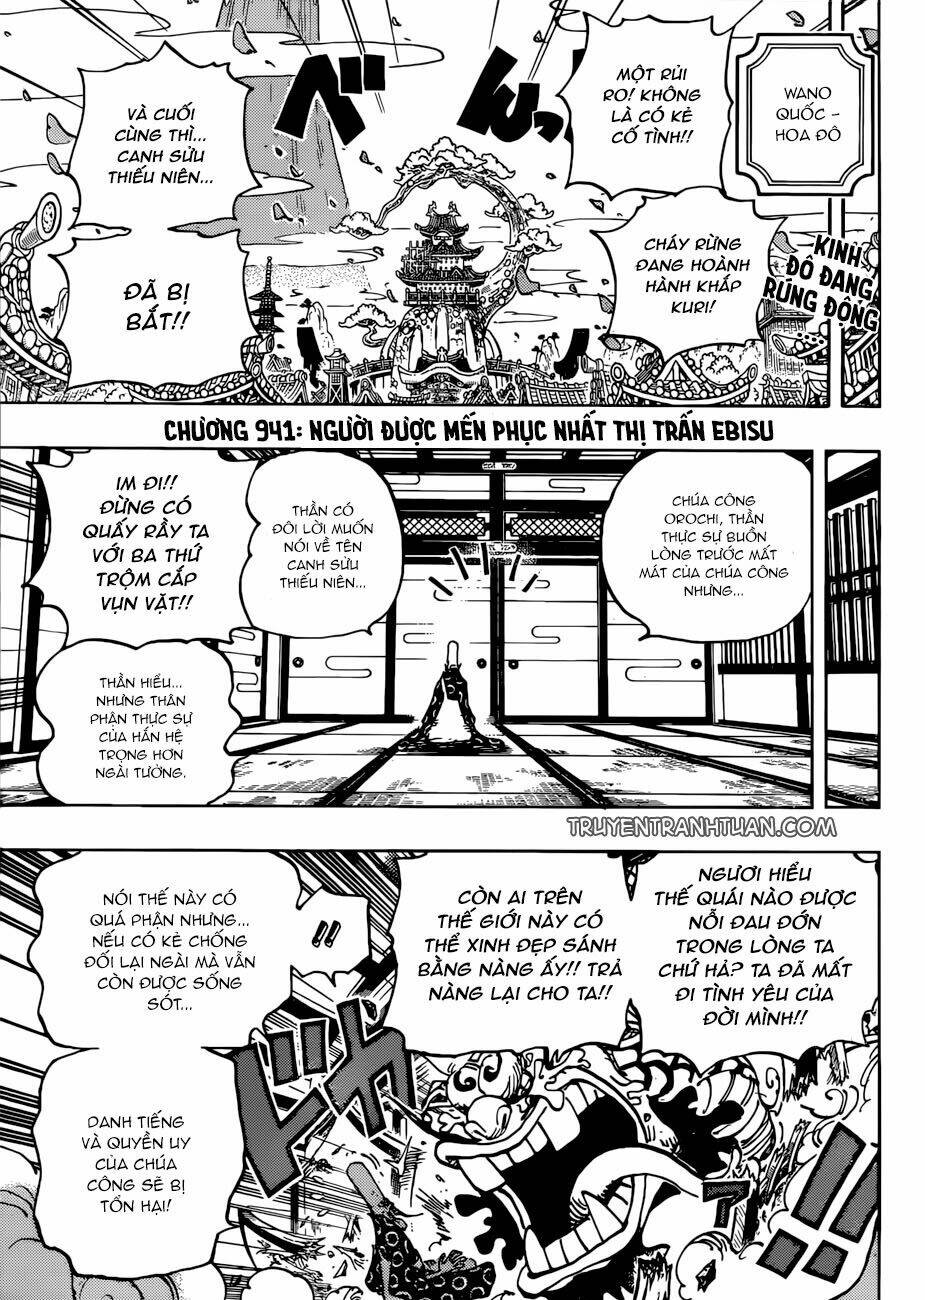 WANO
QUỐC -
HOA ĐÔ
MỘT RỦI
RO! KHÔNG
LÀ CÓ KẺ
CỐ TÌNH!!
KINH
ĐÔ ĐANG
RÚNG ĐỘNG
CHÁY RỪNG
ĐANG HOÀNH
HÀNH KHẮP
KURI!
べんっ
VÀ CUỐI
CÙNG THÌ...
CANH SỬU
THIẾU NIÊN...
ĐÃ BỊ
BẮT!!
CHƯƠNG 941: NGƯỜI ĐƯỢC MẾN PHỤC NHẤT THỊ TRẤN EBISU
CHÚA CÔNG
OROCHI, THẦN
THỰC SỰ BUỒN
LÒNG TRƯỚC MẤT
MÁT CỦA CHÚA CÔNG
NHƯNG...
THẦN CÓ
ĐÔI LỜI MUỐN
NÓI VỀ TÊN
CANH SỬU
THIẾU NIÊN...
IM ĐI!!
ĐỪNG CÓ
QUẤY RẦY TA
VỚI BA THỨ
TRỘM CẮP
VỤN VẶT!!
THẦN HIỂU...
NHƯNG THÂN
PHẬN THỰC SỰ
CỦA HẮN HỆ
TRỌNG HƠN
NGÀI TƯỞNG.
TRUYENTRANHTUAN.COM
NGƯƠI HIỂU
THẾ QUÁI NÀO ĐƯỢC
NỖI ĐAU ĐỚN
TRONG LÒNG TA
CHỨ HẢ? TA ĐÃ MẤT
ĐI TÌNH YÊU CỦA
ĐỜI MÌNH!!
CÒN AI TRÊN
THẾ GIỚI NÀY CÓ
THỂ XINH ĐẸP SÁNH
BẰNG NÀNG ẤY!! TRẢ
NÀNG LẠI CHO TA!!
!!
NÓI THẾ NÀY CÓ
QUÁ PHẬN NHƯNG...
NẾU CÓ KẺ CHỐNG
ĐỐI LẠI NGÀI MÀ VẪN
CÒN ĐƯỢC SỐNG
SÓT...
ドカ
ァ
!!
DANH TIẾNG
VÀ QUYỀN UY
CỦA CHÚA
CÔNG SẼ BỊ
TỔN HẠI!